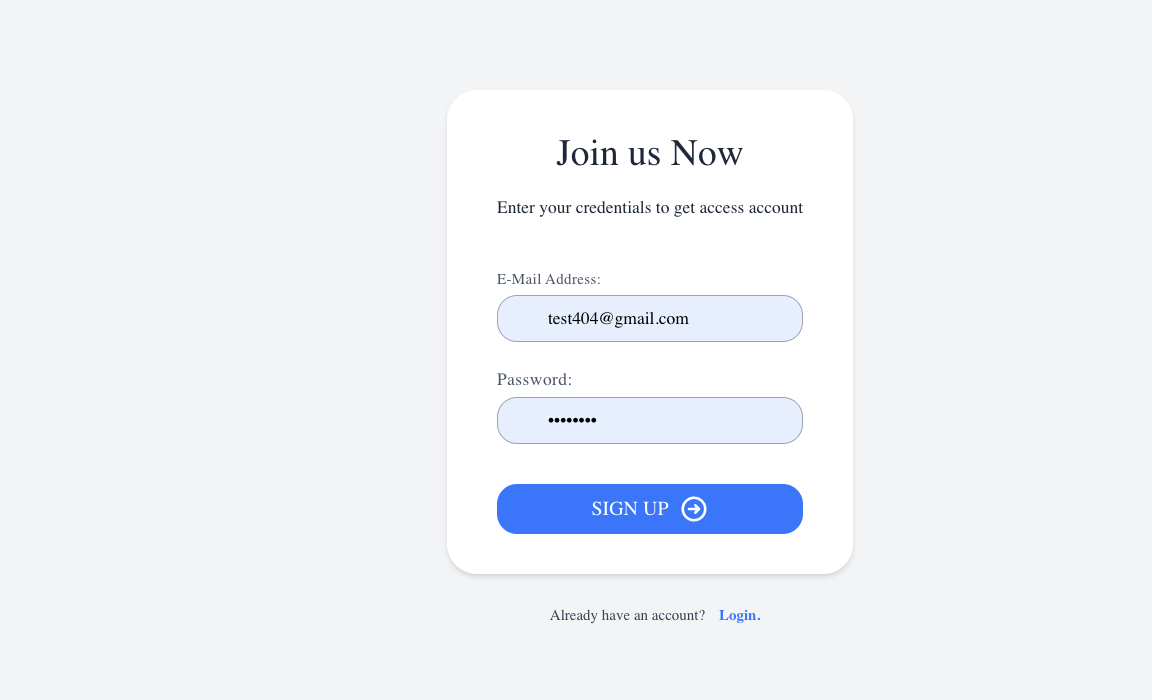 Join us Now
Enter your credentials to get access account
E-Mail Address:
test404@gmail.com
Password:
••••••••
SIGN UP
Already have an account? Login.